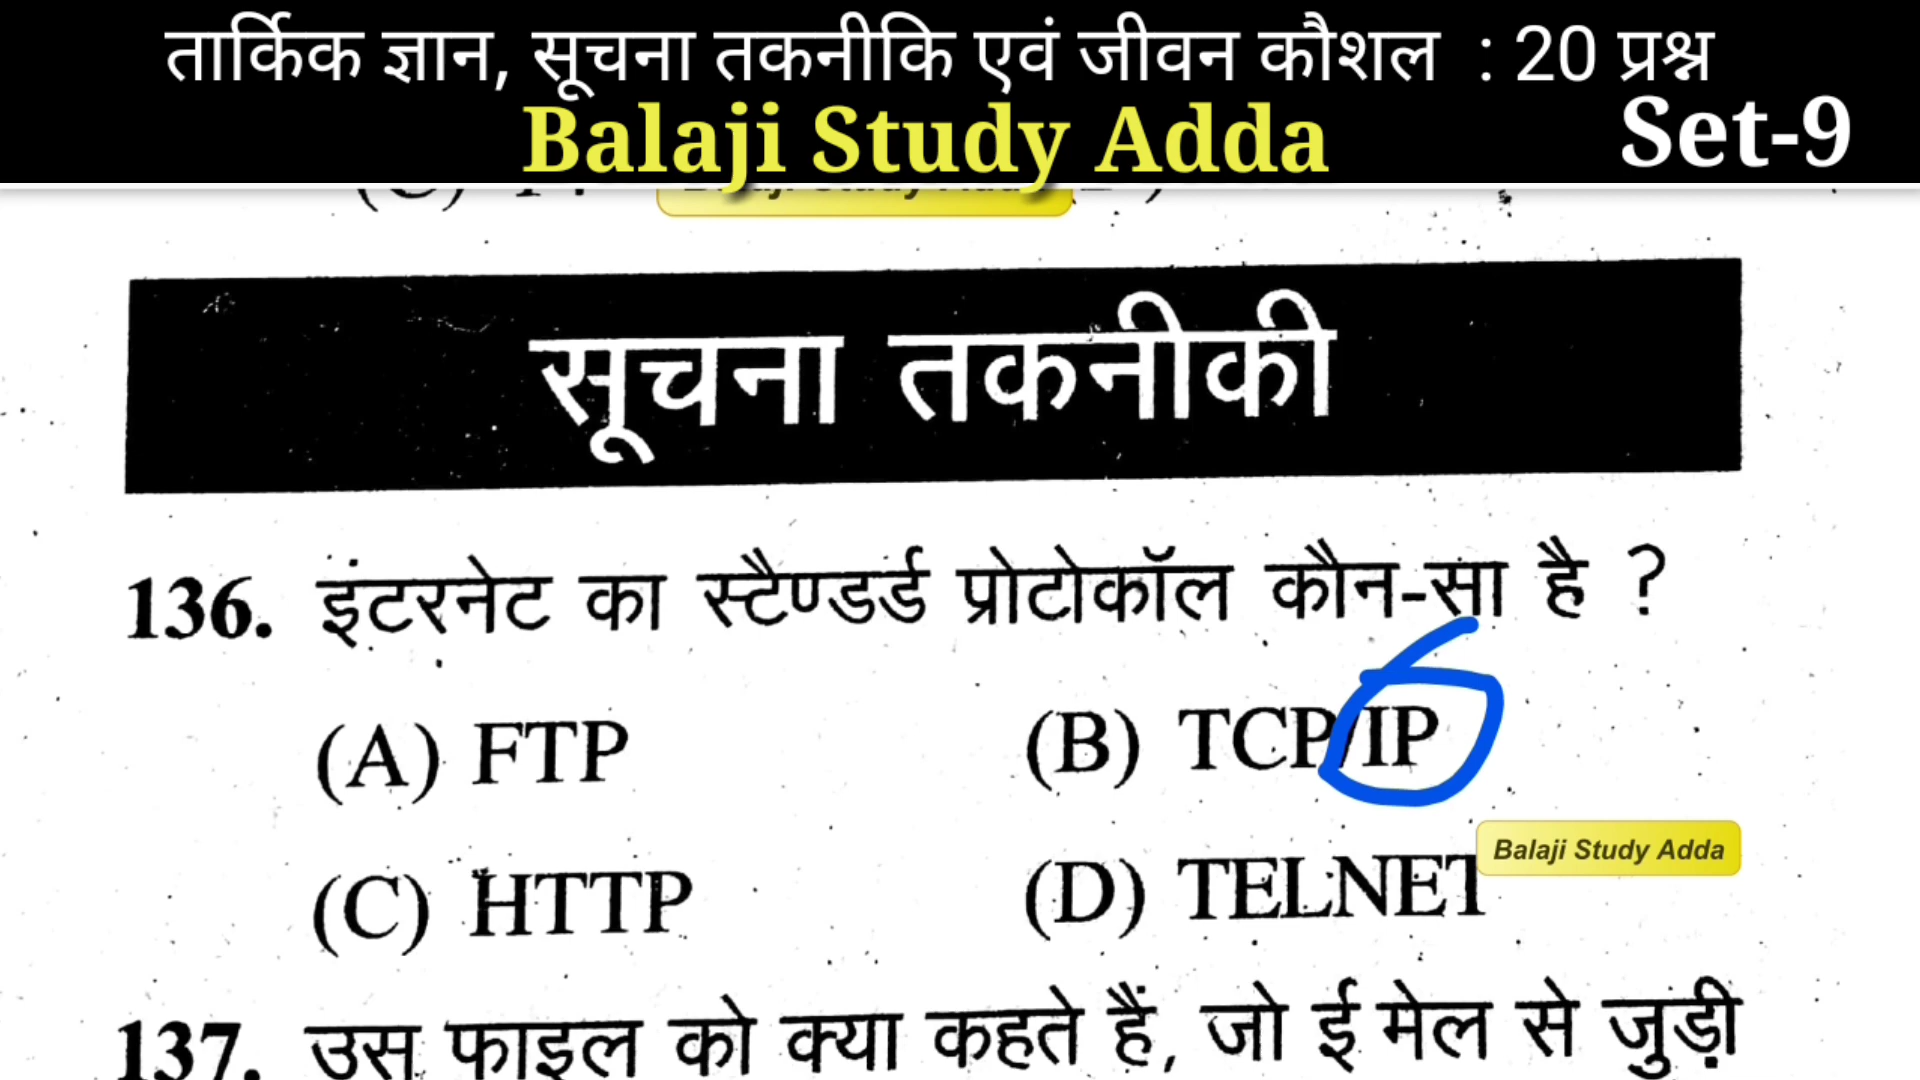 तार्किक ज्ञान, सूचना तकनीकि एवं जीवन कौशल : 20 प्रश्न
Balaji Study Adda
Set-9
सूचना तकनीकी
136. इंटरनेट का स्टैण्डर्ड प्रोटोकॉल कौन-सा है ?
(A) FTP (B) TCP/IP
Balaji Study Adda
(C) HTTP (D) TELNET
137. उस फाइल को क्या कहते हैं, जो ई मेल से जुड़ी